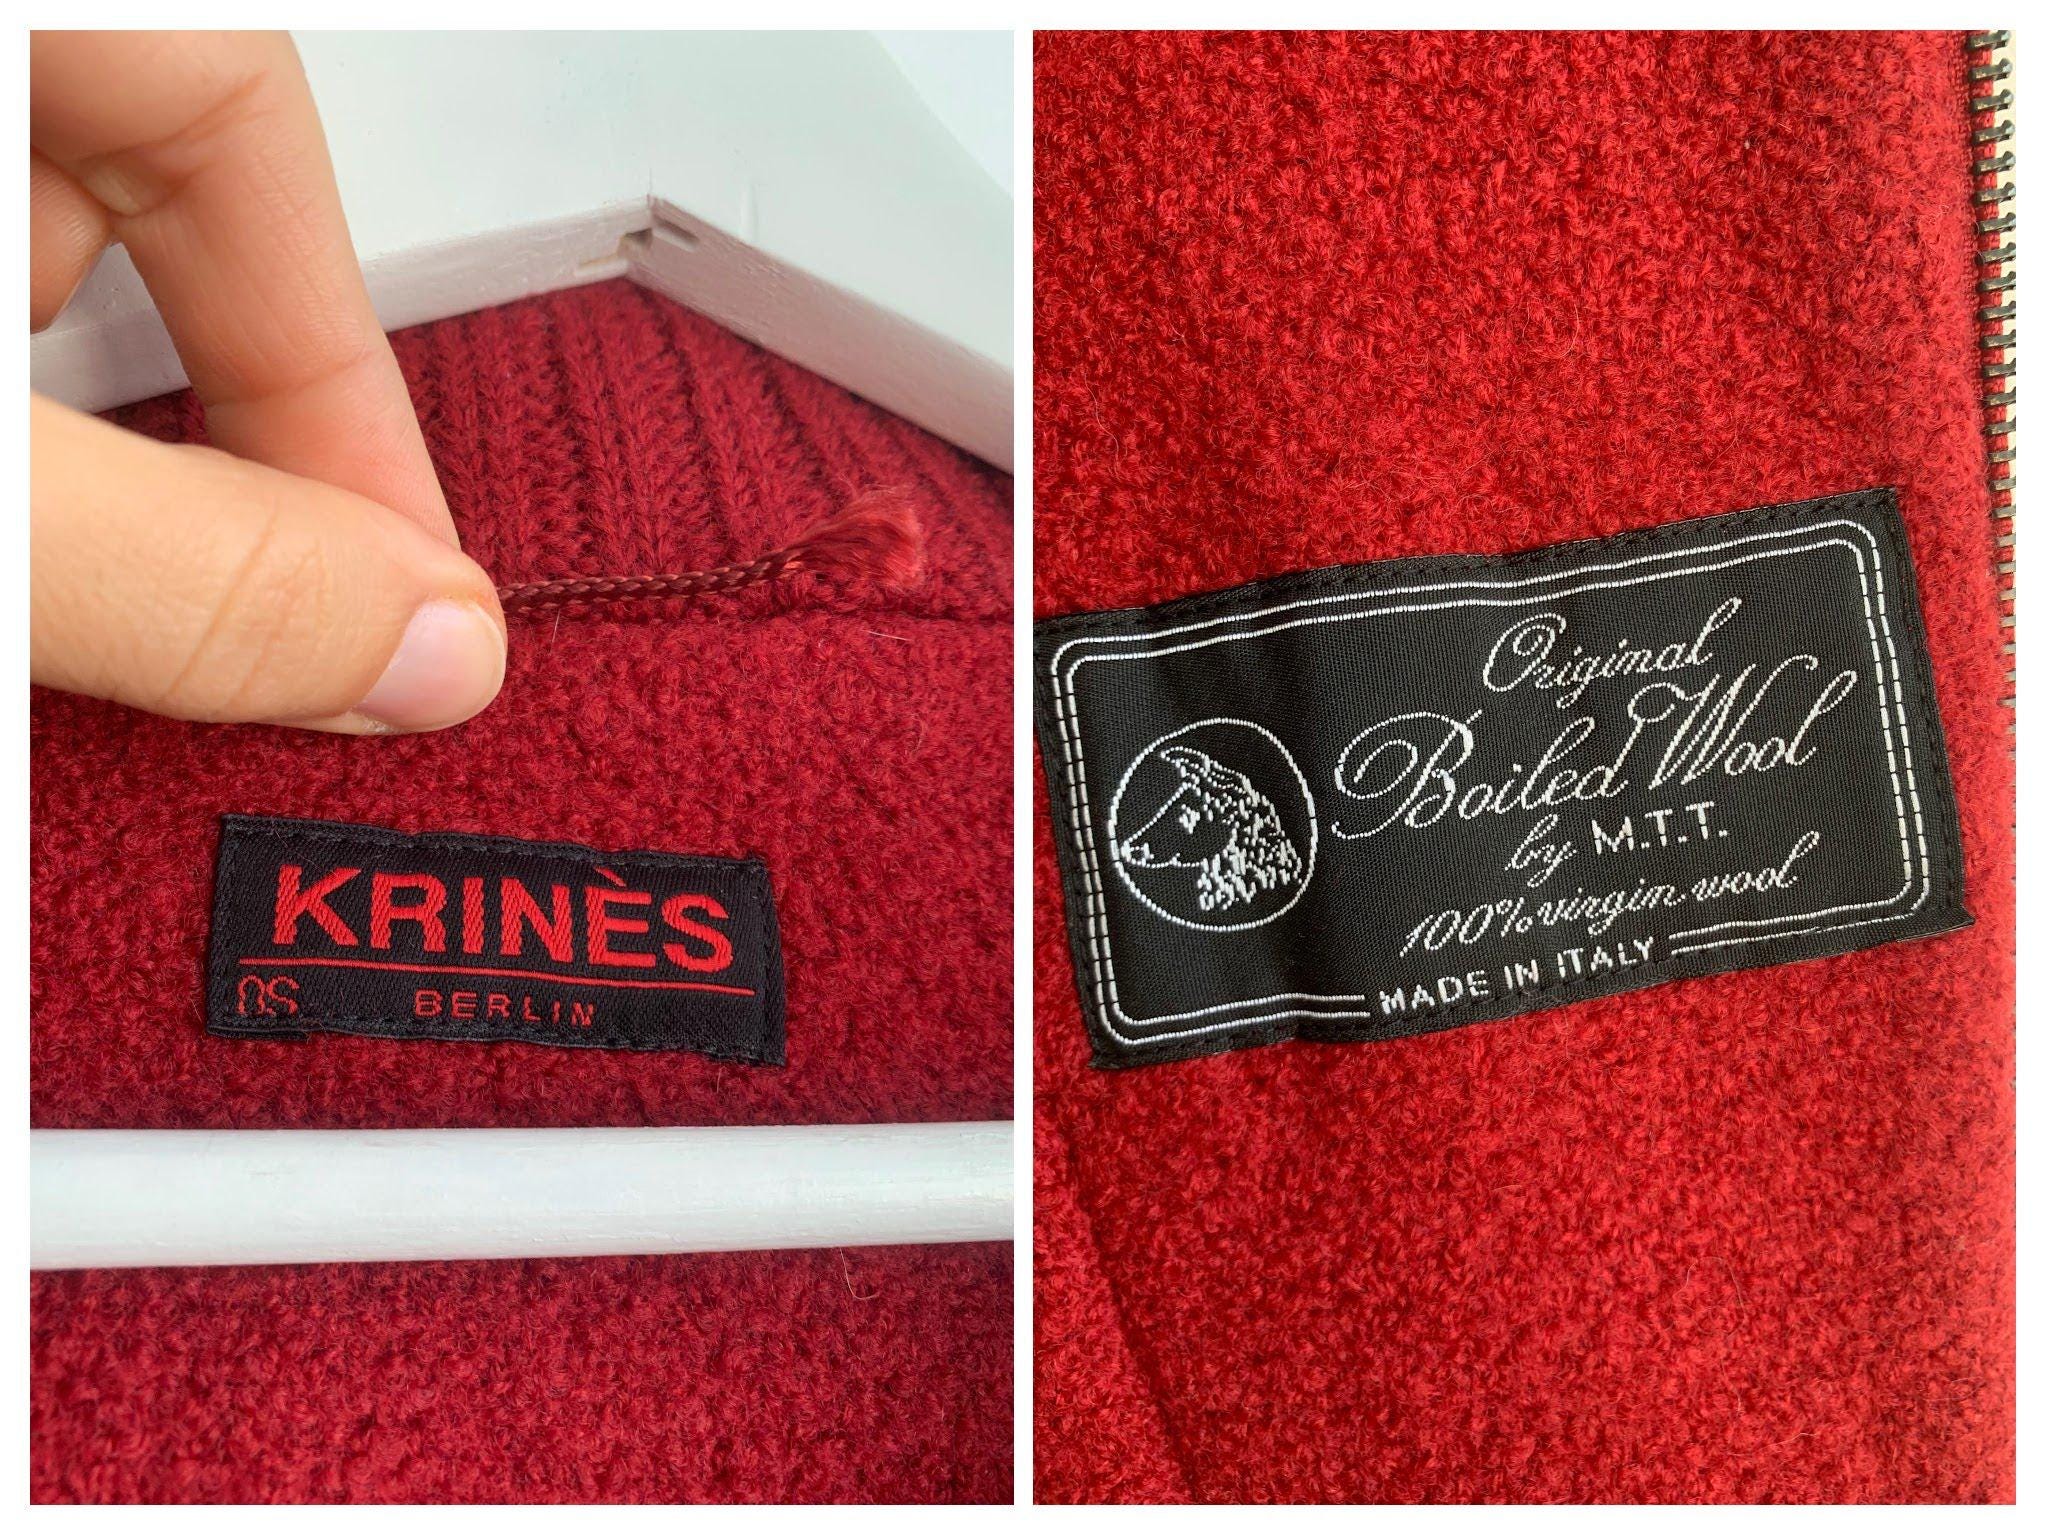 KRINÈS
BERLIN
Original
Boiled Wool
by M.T.T.
100% virgin wool
MADE IN ITALY